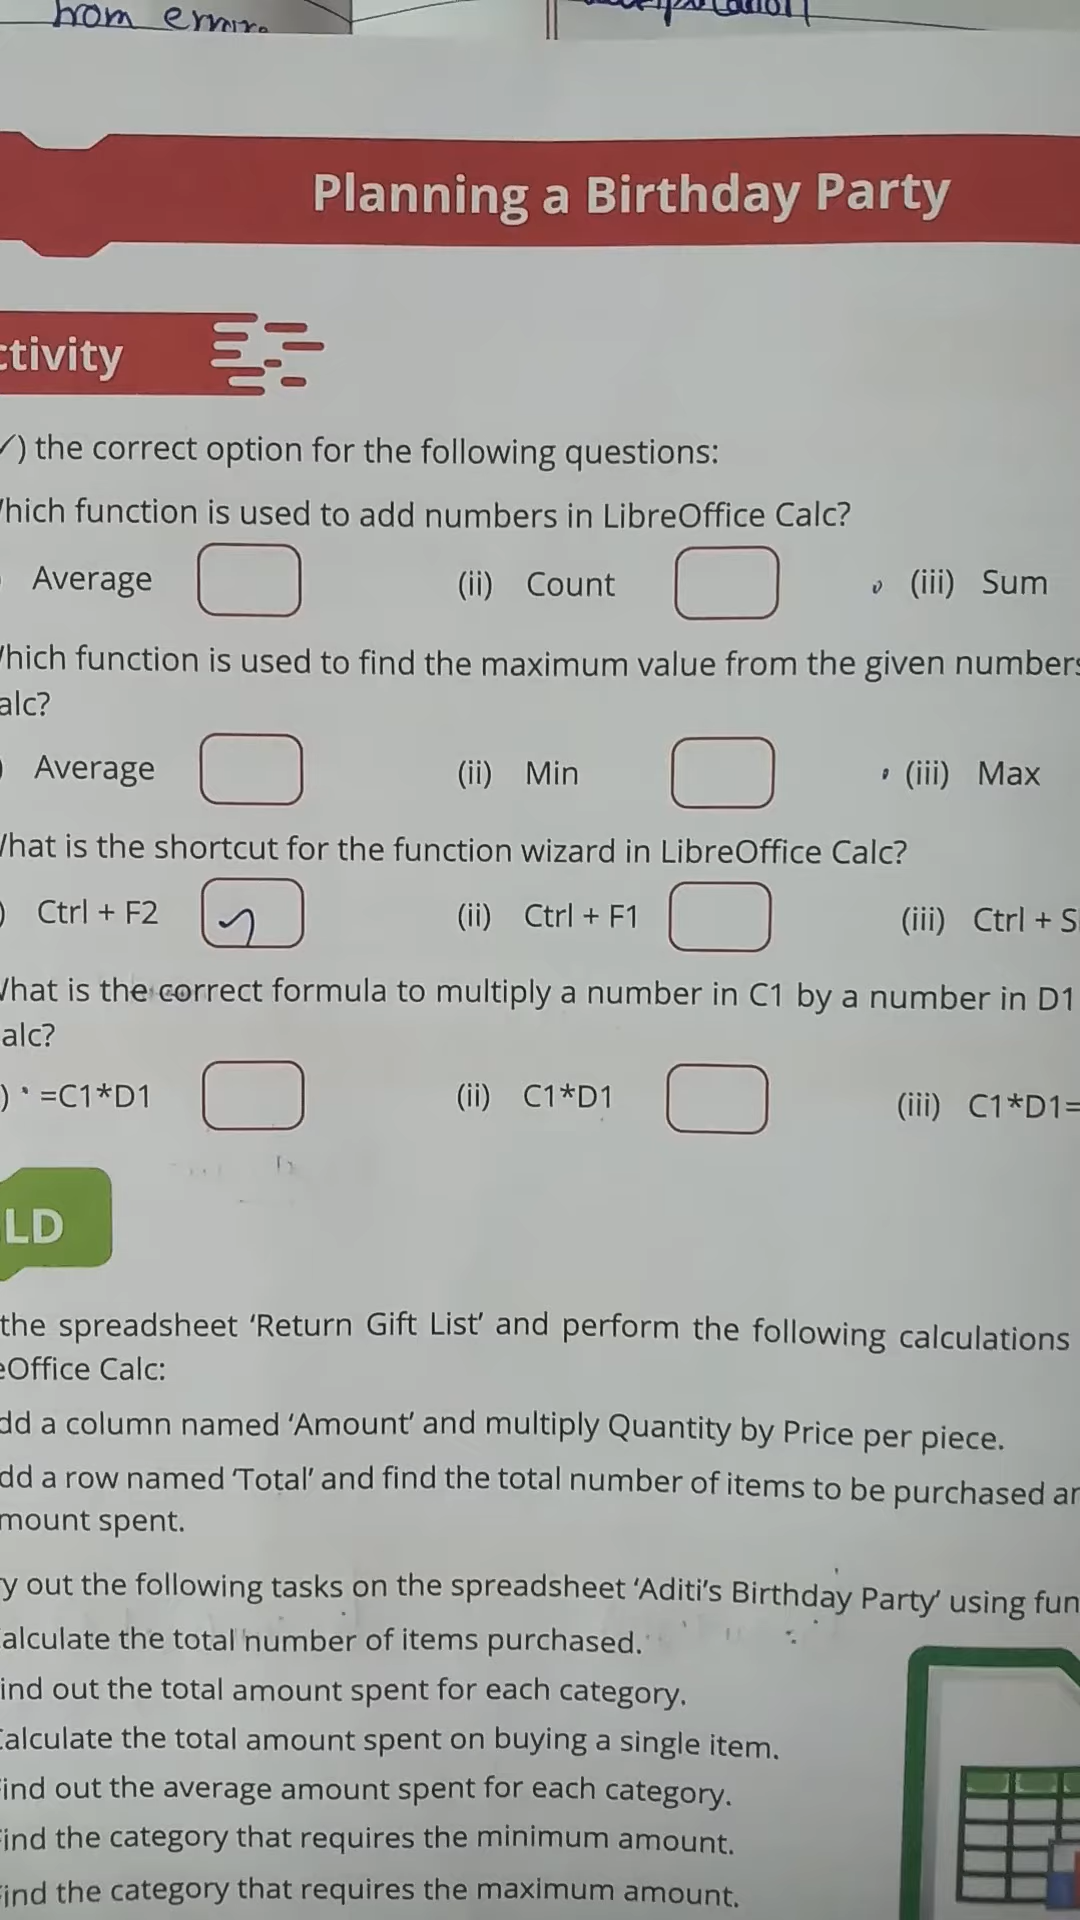 from error.
Planning a Birthday Party
ctivity
✓) the correct option for the following questions:
hich function is used to add numbers in LibreOffice Calc?
Average (ii) Count (iii) Sum
hich function is used to find the maximum value from the given numbers
alc?
) Average (ii) Min (iii) Max
hat is the shortcut for the function wizard in LibreOffice Calc?
) Ctrl + F2 (ii) Ctrl + F1 (iii) Ctrl + S
hat is the correct formula to multiply a number in C1 by a number in D1
alc?
) =C1*D1 (ii) C1*D1 (iii) C1*D1=
LD
the spreadsheet ‘Return Gift List’ and perform the following calculations
eOffice Calc:
dd a column named ‘Amount’ and multiply Quantity by Price per piece.
dd a row named ‘Total’ and find the total number of items to be purchased an
mount spent.
y out the following tasks on the spreadsheet ‘Aditi’s Birthday Party’ using fun
alculate the total number of items purchased.
ind out the total amount spent for each category.
Calculate the total amount spent on buying a single item.
ind out the average amount spent for each category.
ind the category that requires the minimum amount.
ind the category that requires the maximum amount.